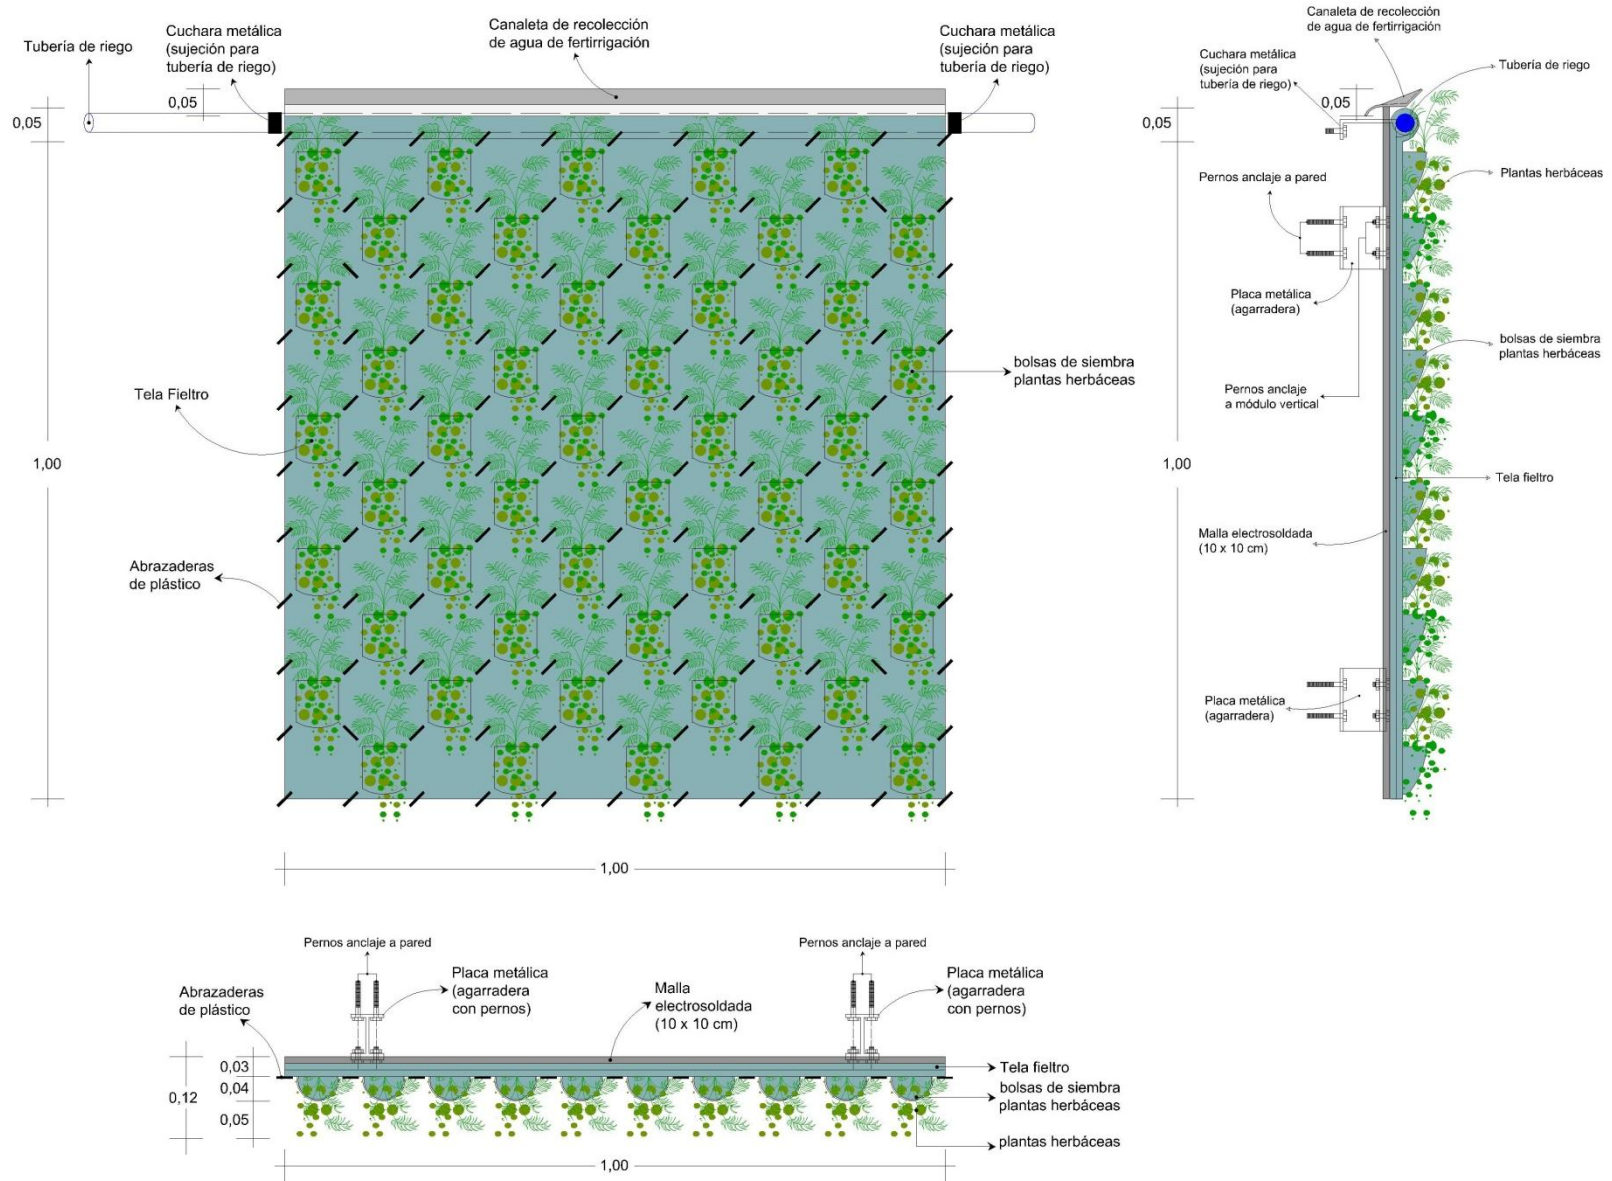 Tubería de riego
Cuchara metálica
(sujeción para
tubería de riego)
Canaleta de recolección
de agua de fertirrigación
Cuchara metálica
(sujeción para
tubería de riego)
0,05
0,05
Tela Fieltro
1,00
Abrazaderas
de plástico
bolsas de siembra
plantas herbáceas
1,00
Canaleta de recolección
de agua de fertirrigación
Cuchara metálica
(sujeción para
tubería de riego)
Tubería de riego
0,05
0,05
Pernos anclaje a pared
Plantas herbáceas
Placa metálica
(agarradera)
bolsas de siembra
plantas herbáceas
Pernos anclaje
a módulo vertical
1,00
Tela fieltro
Malla electrosoldada
(10 x 10 cm)
Placa metálica
(agarradera)
Pernos anclaje a pared
Pernos anclaje a pared
Abrazaderas
de plástico
Placa metálica
(agarradera
con pernos)
Malla
electrosoldada
(10 x 10 cm)
Placa metálica
(agarradera
con pernos)
0,03
0,04
0,12
0,05
Tela fieltro
bolsas de siembra
plantas herbáceas
plantas herbáceas
1,00